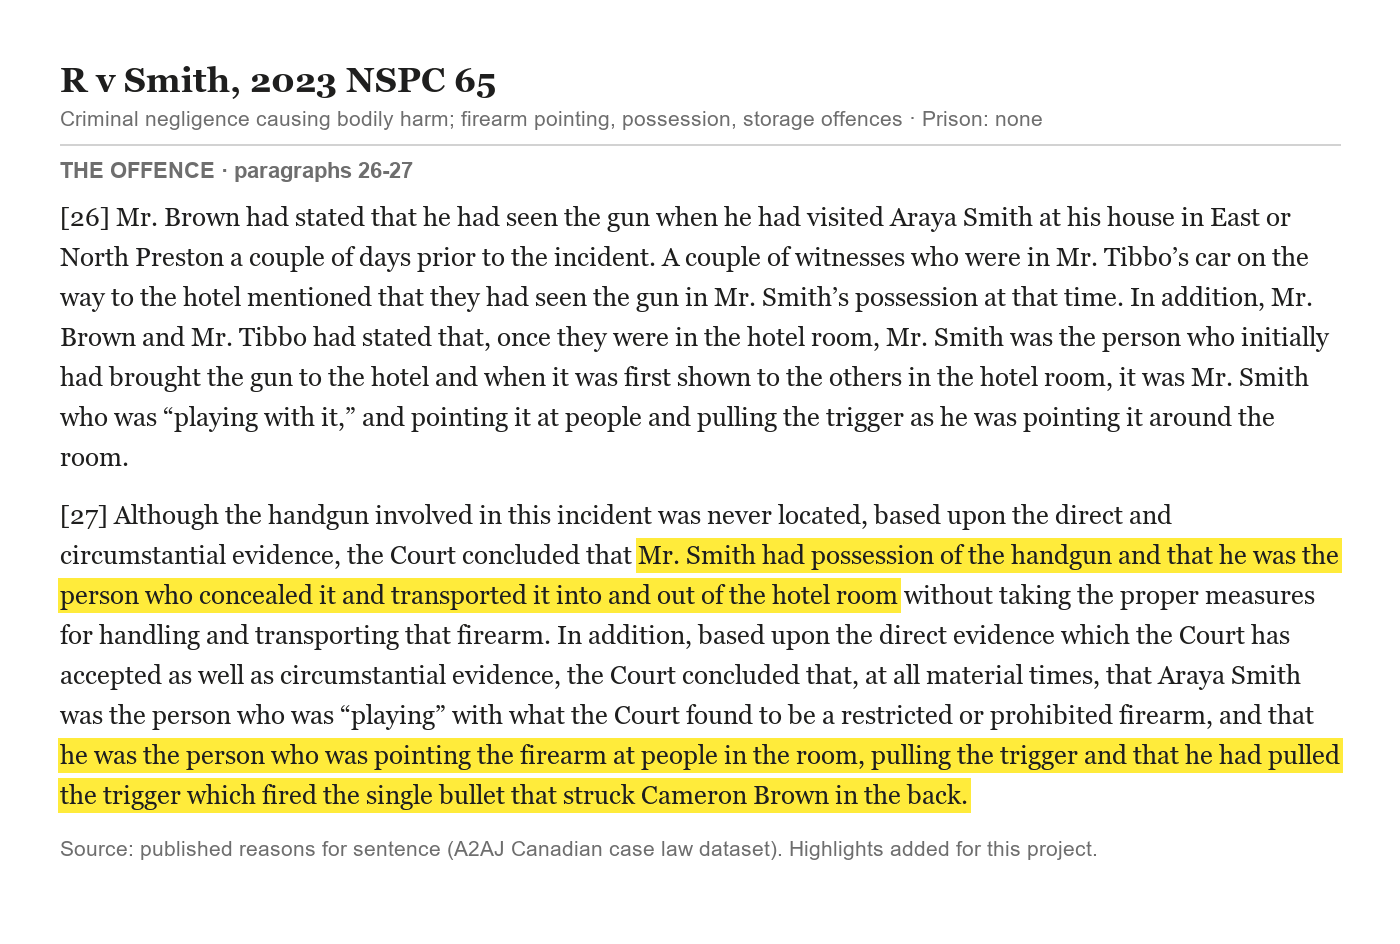 R v Smith, 2023 NSPC 65
Criminal negligence causing bodily harm; firearm pointing, possession, storage offences · Prison: none
THE OFFENCE · paragraphs 26-27
[26] Mr. Brown had stated that he had seen the gun when he had visited Araya Smith at his house in East or
North Preston a couple of days prior to the incident. A couple of witnesses who were in Mr. Tibbo’s car on the
way to the hotel mentioned that they had seen the gun in Mr. Smith’s possession at that time. In addition, Mr.
Brown and Mr. Tibbo had stated that, once they were in the hotel room, Mr. Smith was the person who initially
had brought the gun to the hotel and when it was first shown to the others in the hotel room, it was Mr. Smith
who was “playing with it,” and pointing it at people and pulling the trigger as he was pointing it around the
room.
[27] Although the handgun involved in this incident was never located, based upon the direct and
circumstantial evidence, the Court concluded that Mr. Smith had possession of the handgun and that he was the
person who concealed it and transported it into and out of the hotel room without taking the proper measures
for handling and transporting that firearm. In addition, based upon the direct evidence which the Court has
accepted as well as circumstantial evidence, the Court concluded that, at all material times, that Araya Smith
was the person who was “playing” with what the Court found to be a restricted or prohibited firearm, and that
he was the person who was pointing the firearm at people in the room, pulling the trigger and that he had pulled
the trigger which fired the single bullet that struck Cameron Brown in the back.
Source: published reasons for sentence (A2AJ Canadian case law dataset). Highlights added for this project.